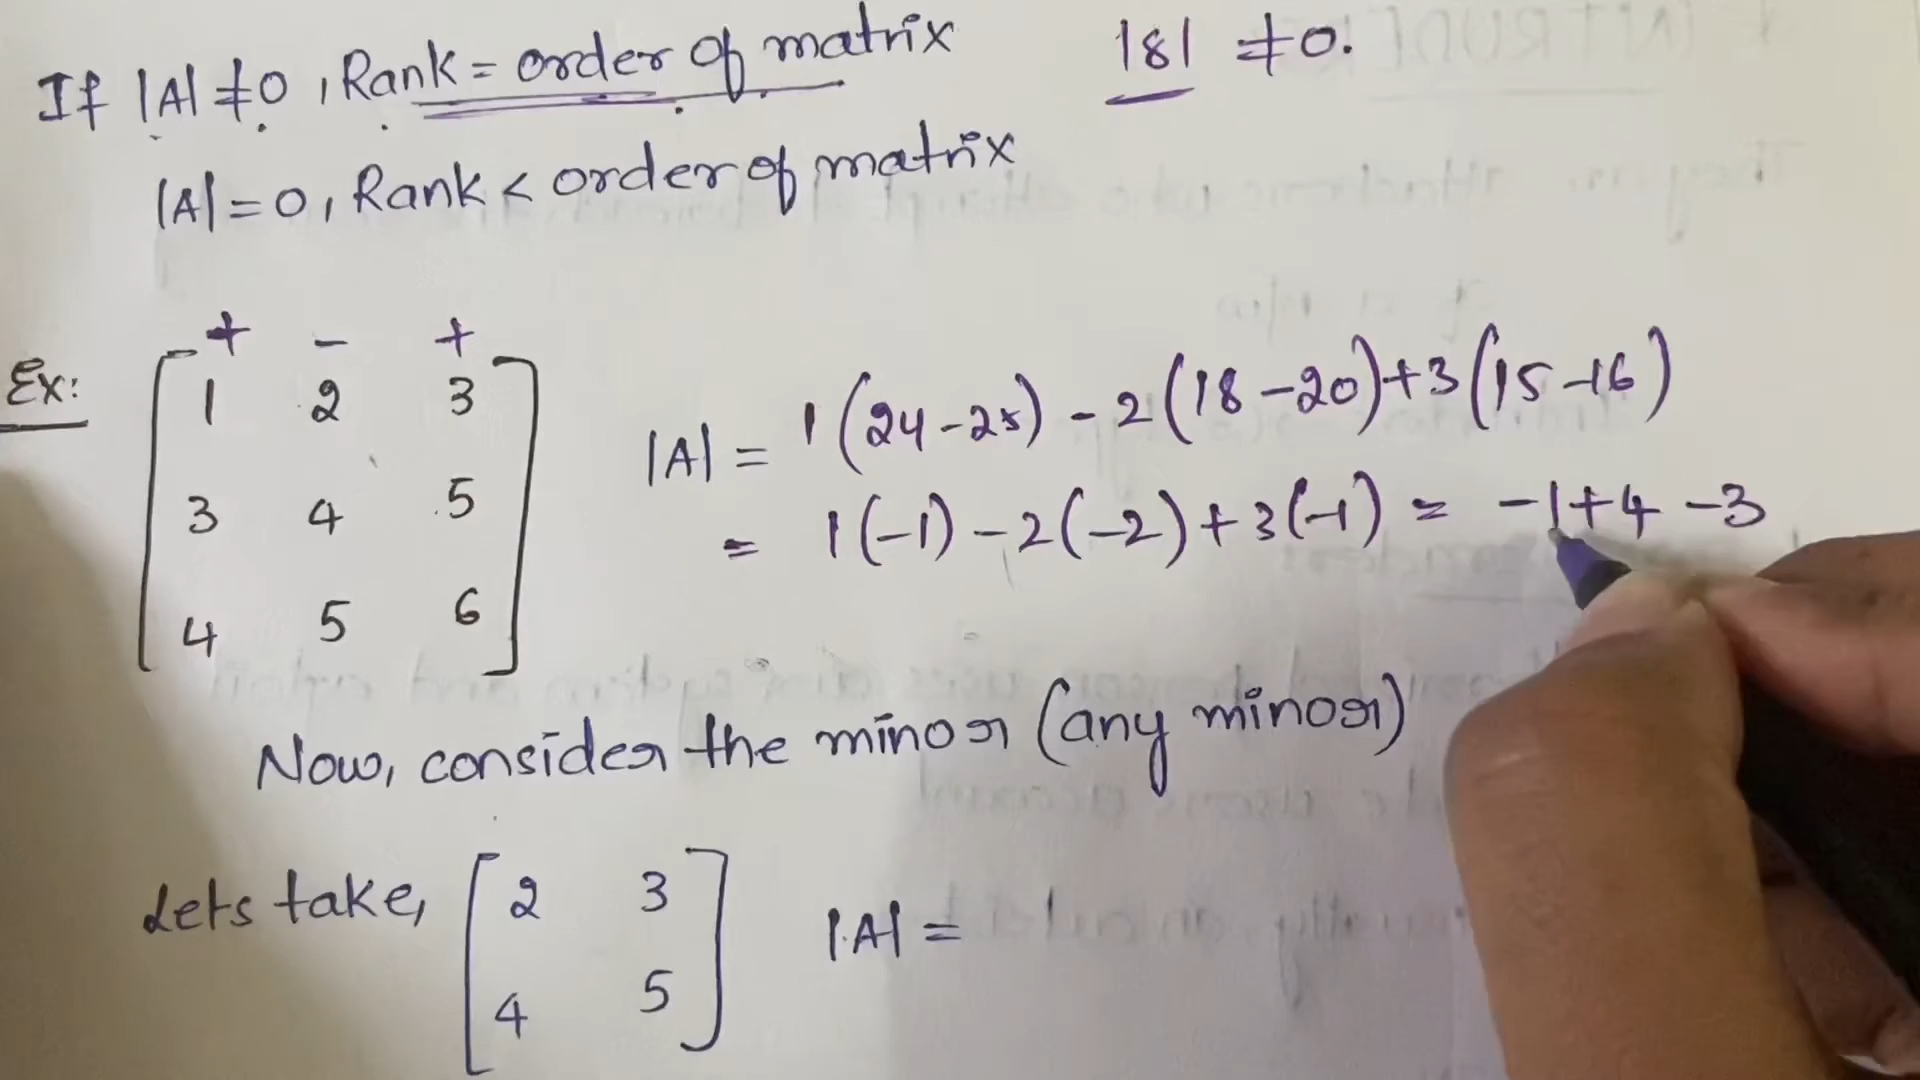 If |A| ≠ 0, Rank = order of matrix |8| ≠ 0.
|A| = 0, Rank < order of matrix
+ - +
Ex: 1 2 3
3 4 5
4 5 6
|A| = 1(24-25) - 2(18-20) + 3(15-16)
= 1(-1) - 2(-2) + 3(-1) = -1+4-3
Now, consider the minor (any minor)
Lets take, [2 3
4 5]
|A| =